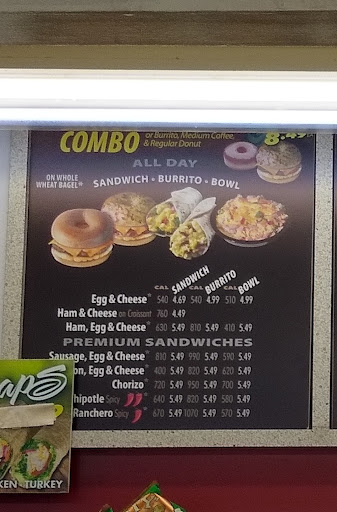 COMBO or Burrito, Medium Coffee, & Regular Donut 8.49
ALL DAY
ON WHOLE WHEAT BAGEL*
SANDWICH • BURRITO • BOWL
CAL SANDWICH CAL BURRITO CAL BOWL
Egg & Cheese* 540 4.69 540 4.99 510 4.99
Ham & Cheese on Croissant 760 4.49
Ham, Egg & Cheese* 630 5.49 810 5.49 410 5.49
PREMIUM SANDWICHES
Sausage, Egg & Cheese* 810 5.49 990 5.49 590 5.49
on, Egg & Cheese* 400 5.49 820 5.49 620 5.49
Chorizo* 720 5.49 950 5.49 700 5.49
hipotle Spicy * 640 5.49 820 5.49 580 5.49
Ranchero Spicy * 670 5.49 1070 5.49 570 5.49
aps
KEN TURKEY